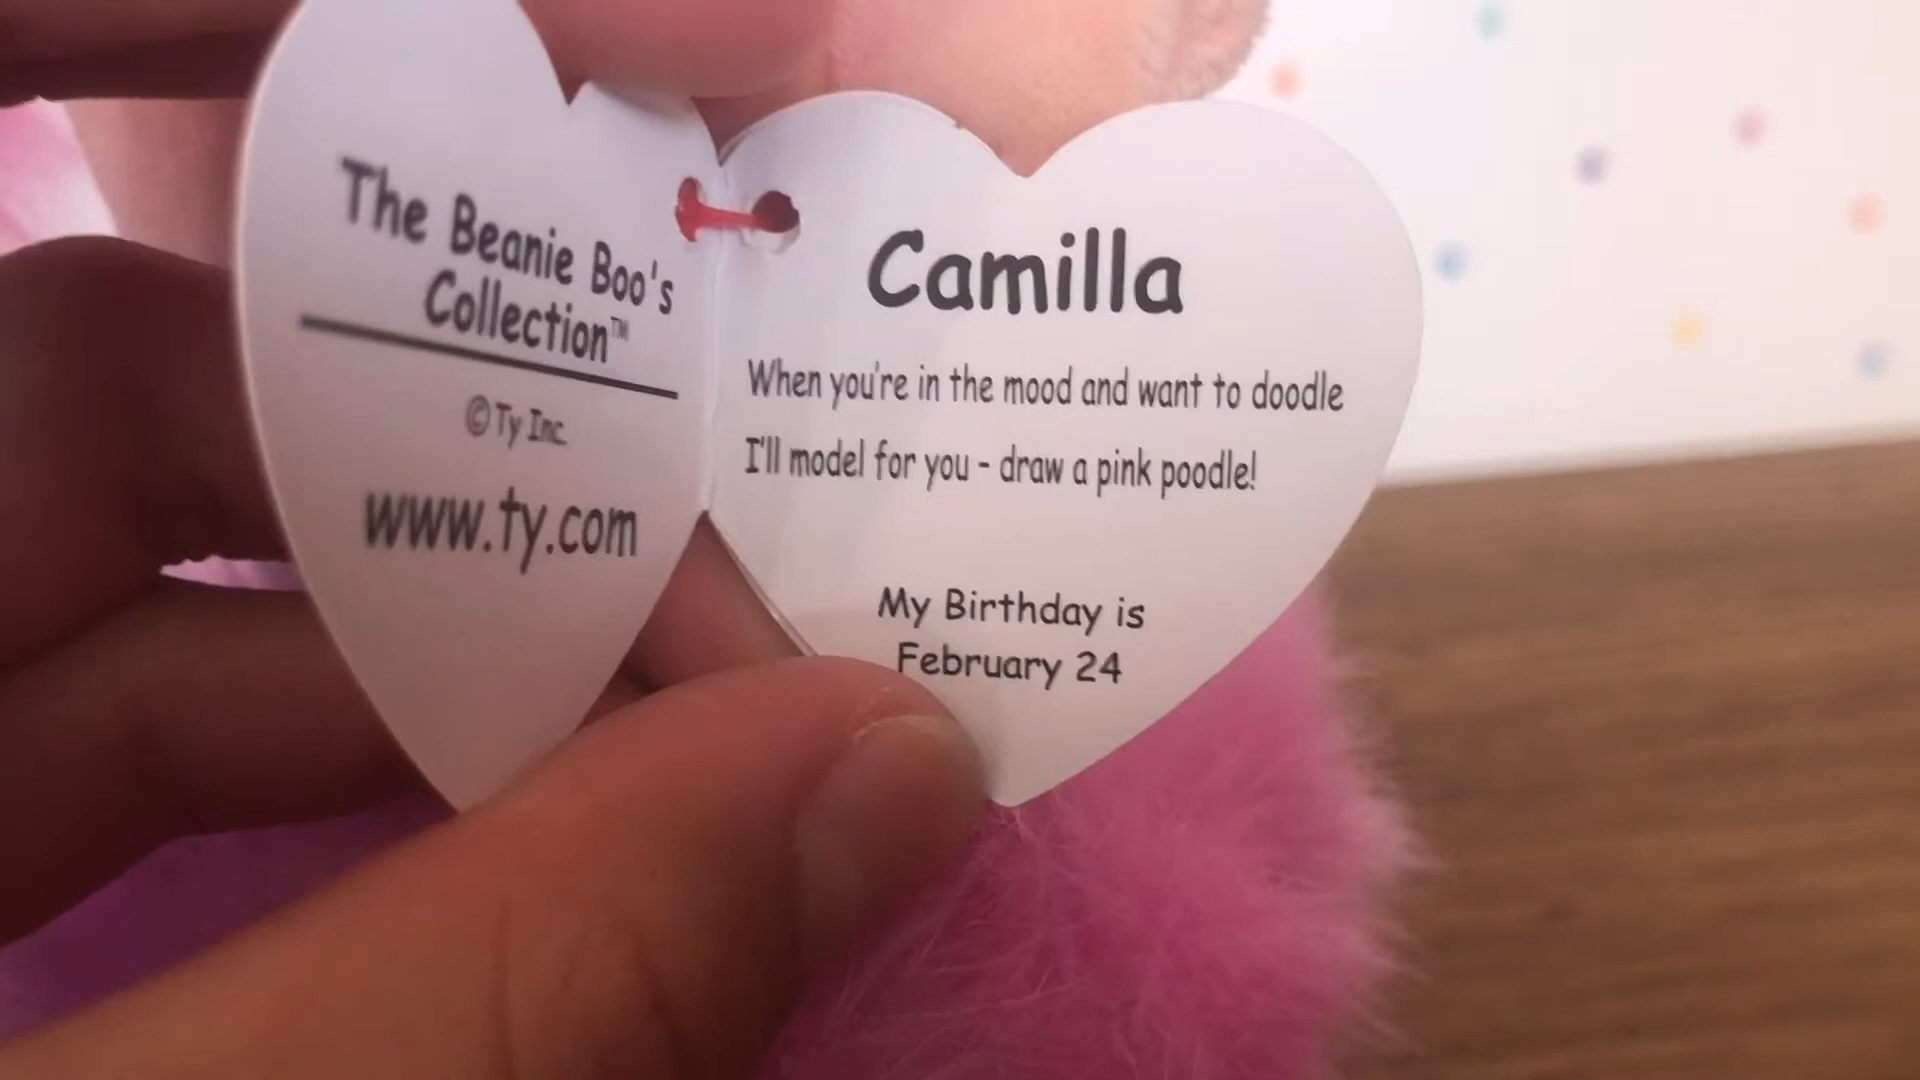 The Beanie Boo's
Collection™
© Ty Inc.
www.ty.com
Camilla
When you're in the mood and want to doodle
I'll model for you - draw a pink poodle!
My Birthday is
February 24